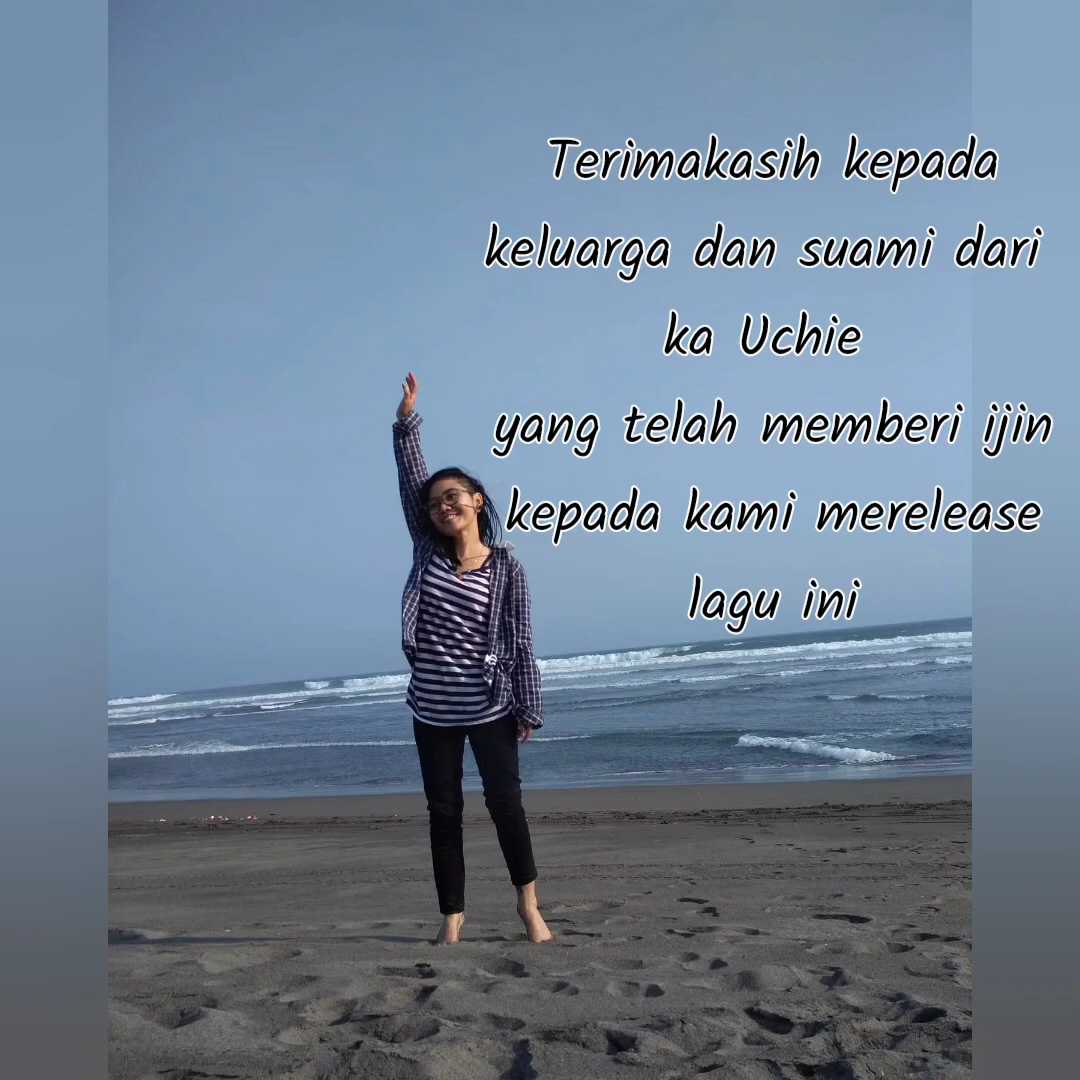 Terimakasih kepada
keluarga dan suami dari
ka Uchie
yang telah memberi ijin
kepada kami merelease
lagu ini